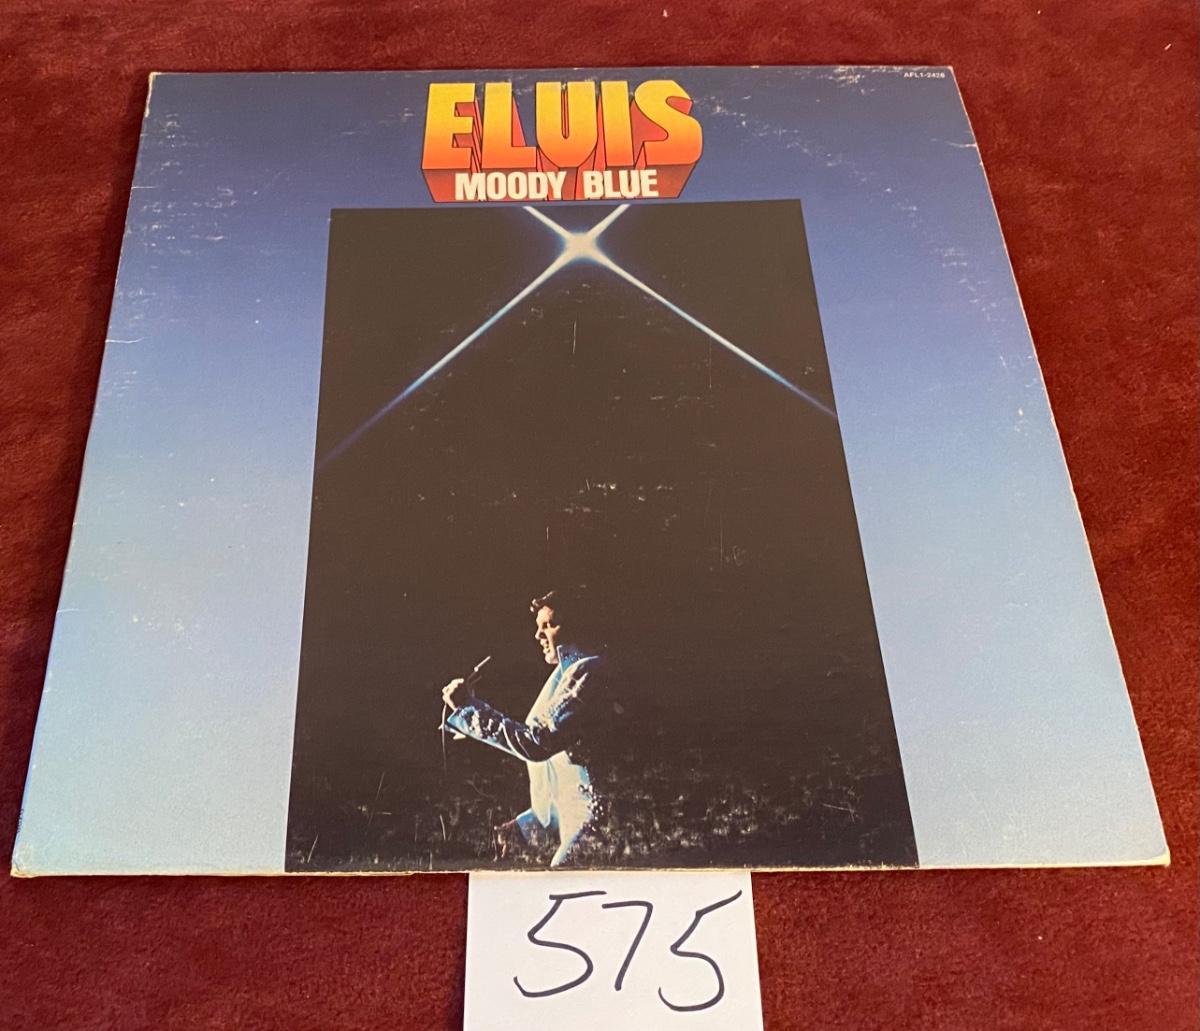 AFL1-2428
ELVIS
MOODY BLUE
575